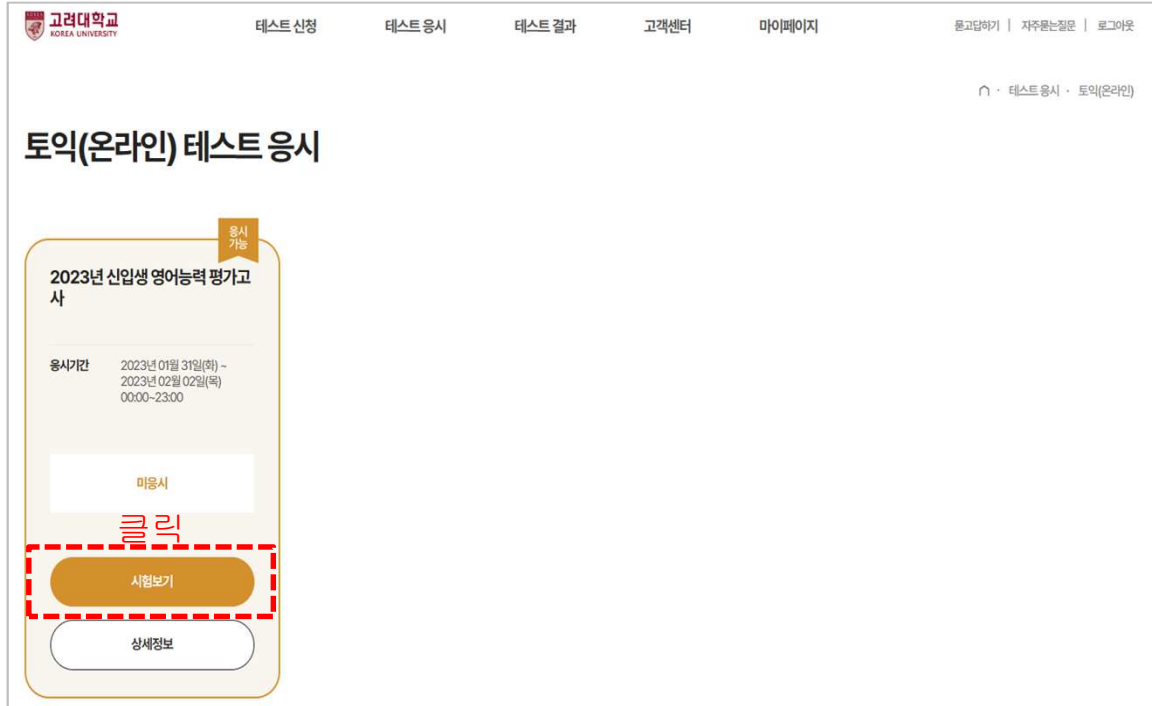 고려대학교
KOREA UNIVERSITY
테스트 신청 테스트 응시 테스트 결과 고객센터 마이페이지
묻고답하기 | 자주묻는질문 | 로그아웃
· 테스트 응시 · 토익(온라인)
토익(온라인) 테스트 응시
응시
가능
2023년 신입생 영어능력 평가고
사
응시기간 2023년 01월 31일(화) ~
2023년 02월 02일(목)
00:00~23:00
미응시
클릭
시험보기
상세정보